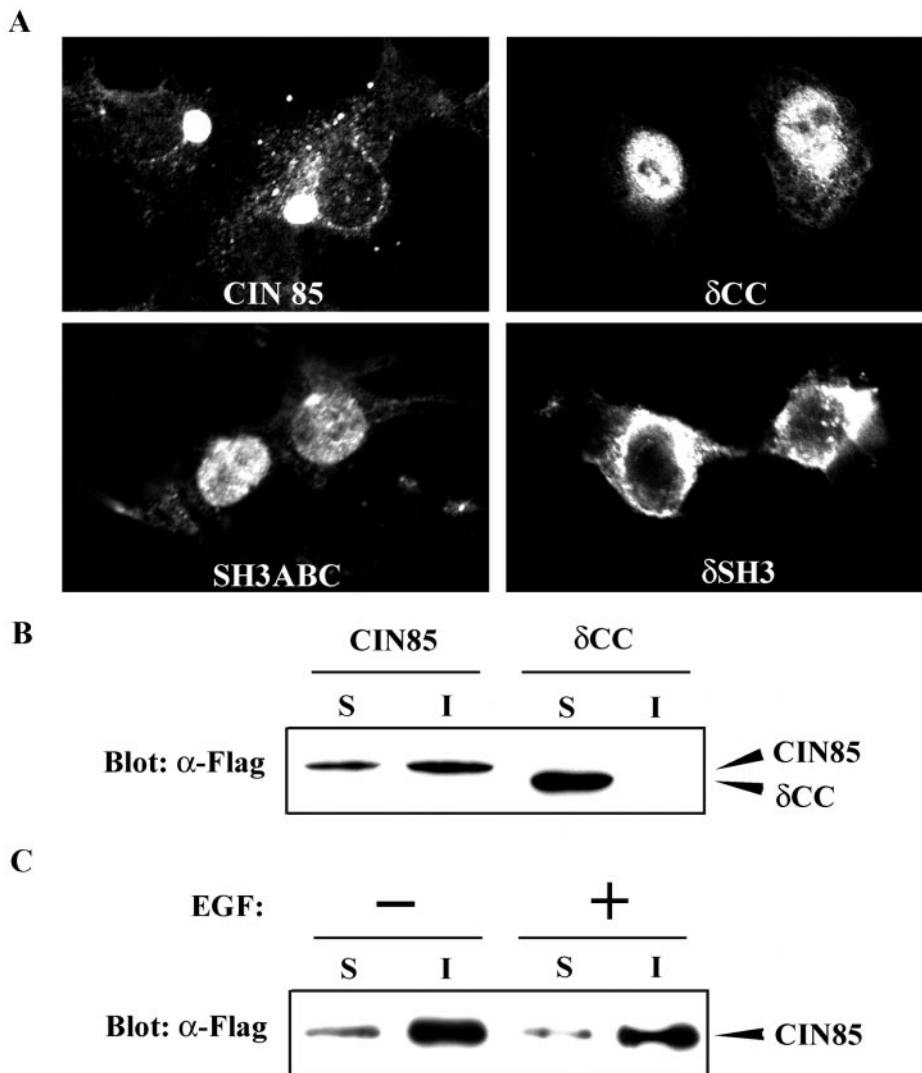 A
CIN 85
δCC
SH3ABC
δSH3
B
CIN85 δCC
S I S I
Blot: α-Flag
CIN85
δCC
C
EGF: − +
S I S I
Blot: α-Flag
CIN85